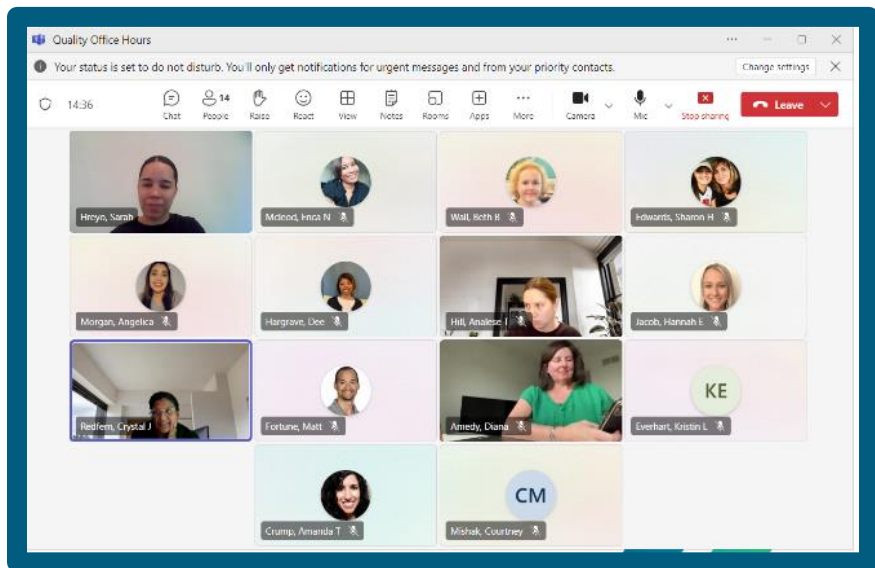 Quality Office Hours
Your status is set to do not disturb. You'll only get notifications for urgent messages and from your priority contacts.
Change settings
14:36
Chat
14
People
Raise
React
View
Notes
Rooms
Apps
More
Camera
Mic
Stop sharing
Leave
Hreyo, Sarah
Mcleod, Erica N
Wall, Beth B
Edwards, Sharon H
Morgan, Angelica
Hargrave, Dee
Hill, Analese
Jacob, Hannah E
Redfern, Crystal J
Fortune, Matt
Amedy, Diana
KE
Everhart, Kristin L
Crump, Amanda T
CM
Mishak, Courtney